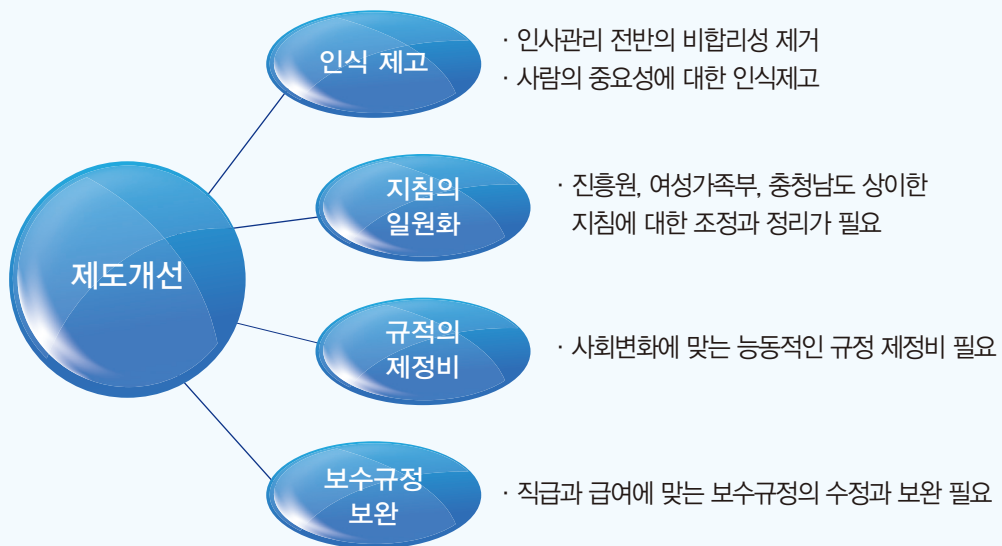 제도개선
인식 제고
· 인사관리 전반의 비합리성 제거
· 사람의 중요성에 대한 인식제고
지침의
일원화
· 진흥원, 여성가족부, 충청남도 상이한
지침에 대한 조정과 정리가 필요
규적의
제정비
· 사회변화에 맞는 능동적인 규정 제정비 필요
보수규정
보완
· 직급과 급여에 맞는 보수규정의 수정과 보완 필요